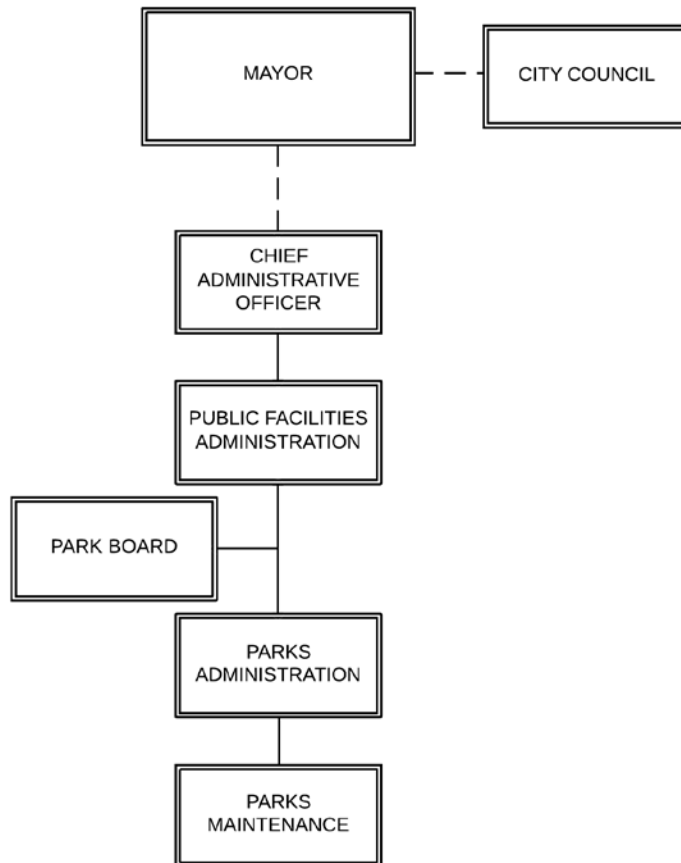 MAYOR
CITY COUNCIL
CHIEF
ADMINISTRATIVE
OFFICER
PUBLIC FACILITIES
ADMINISTRATION
PARK BOARD
PARKS
ADMINISTRATION
PARKS
MAINTENANCE